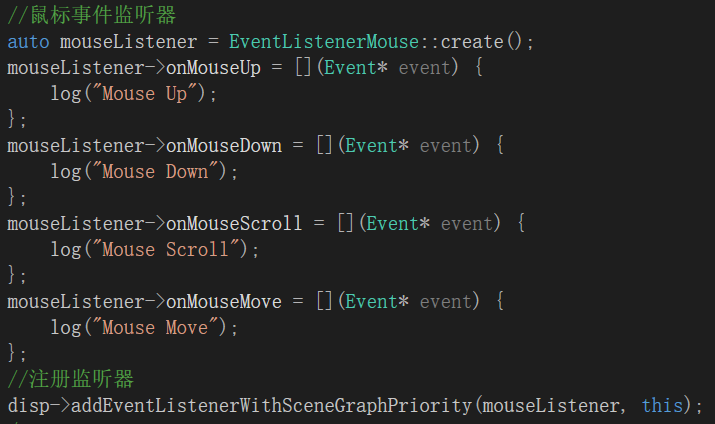 //鼠标事件监听器
auto mouseListener = EventListenerMouse::create();
mouseListener->onMouseUp = [](Event* event) {
    log("Mouse Up");
};
mouseListener->onMouseDown = [](Event* event) {
    log("Mouse Down");
};
mouseListener->onMouseScroll = [](Event* event) {
    log("Mouse Scroll");
};
mouseListener->onMouseMove = [](Event* event) {
    log("Mouse Move");
};
//注册监听器
disp->addEventListenerWithSceneGraphPriority(mouseListener, this);